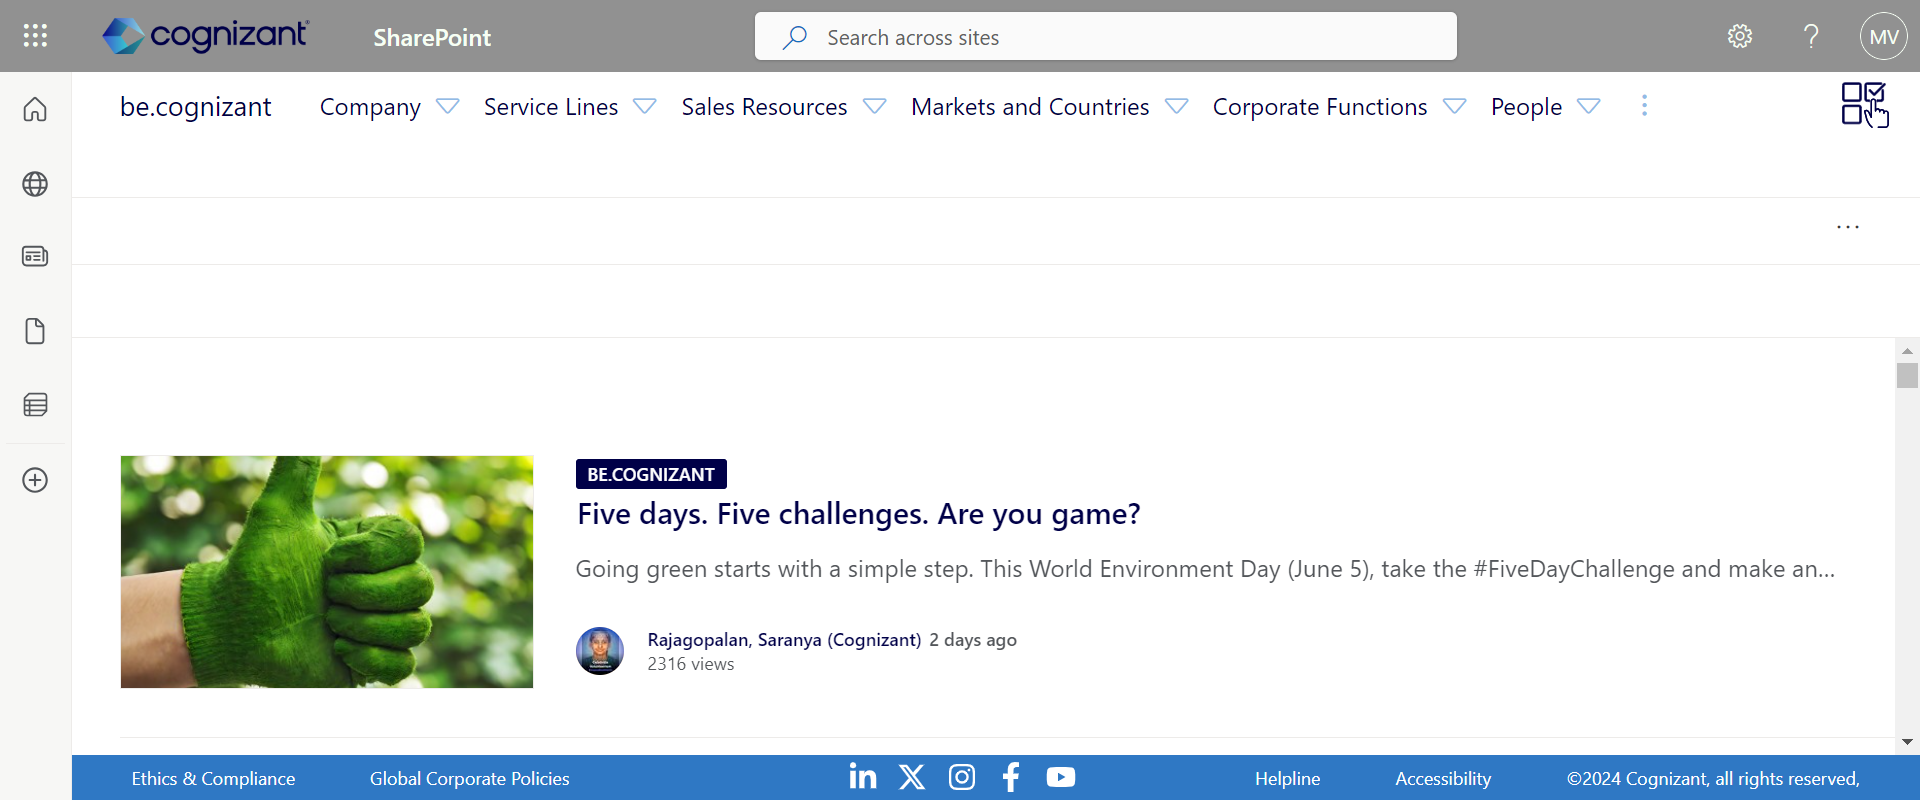 cognizant
SharePoint
Search across sites
?
MV
be.cognizant
Company
Service Lines
Sales Resources
Markets and Countries
Corporate Functions
People
...
BE.COGNIZANT
Five days. Five challenges. Are you game?
Going green starts with a simple step. This World Environment Day (June 5), take the #FiveDayChallenge and make an...
Rajagopalan, Saranya (Cognizant) 2 days ago
2316 views
Ethics & Compliance
Global Corporate Policies
Helpline
Accessibility
©2024 Cognizant, all rights reserved,